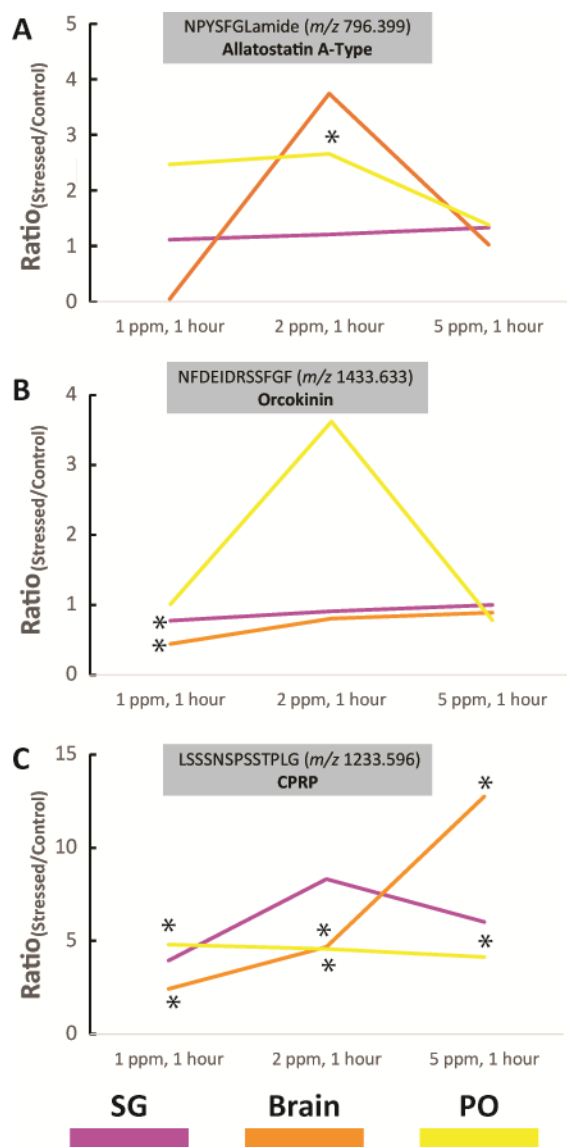 A
NPYSFGLamide (m/z 796.399)
Allatostatin A-Type
Ratio(Stressed/Control)
5
4
3
2
1
0
*
1 ppm, 1 hour 2 ppm, 1 hour 5 ppm, 1 hour
B
NFDEIDRSSFGF (m/z 1433.633)
Orcokinin
Ratio(Stressed/Control)
4
3
2
1
0
*
*
1 ppm, 1 hour 2 ppm, 1 hour 5 ppm, 1 hour
C
LSSSNSPSSTPLG (m/z 1233.596)
CPRP
Ratio(Stressed/Control)
15
10
5
0
*
*
*
*
*
*
1 ppm, 1 hour 2 ppm, 1 hour 5 ppm, 1 hour
SG Brain PO